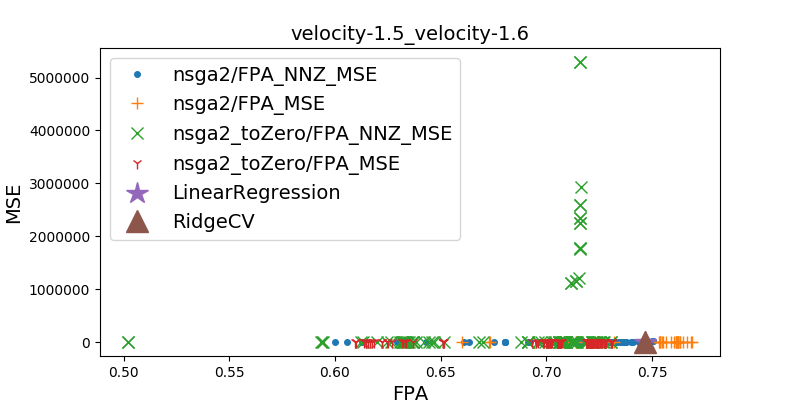 velocity-1.5_velocity-1.6
nsga2/FPA_NNZ_MSE
nsga2/FPA_MSE
nsga2_toZero/FPA_NNZ_MSE
nsga2_toZero/FPA_MSE
LinearRegression
RidgeCV
MSE
5000000
4000000
3000000
2000000
1000000
0
0.50 0.55 0.60 0.65 0.70 0.75
FPA